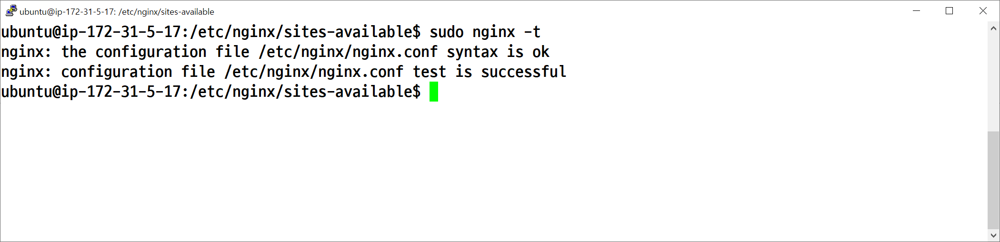 ubuntu@ip-172-31-5-17: /etc/nginx/sites-available
ubuntu@ip-172-31-5-17:/etc/nginx/sites-available$ sudo nginx -t
nginx: the configuration file /etc/nginx/nginx.conf syntax is ok
nginx: configuration file /etc/nginx/nginx.conf test is successful
ubuntu@ip-172-31-5-17:/etc/nginx/sites-available$